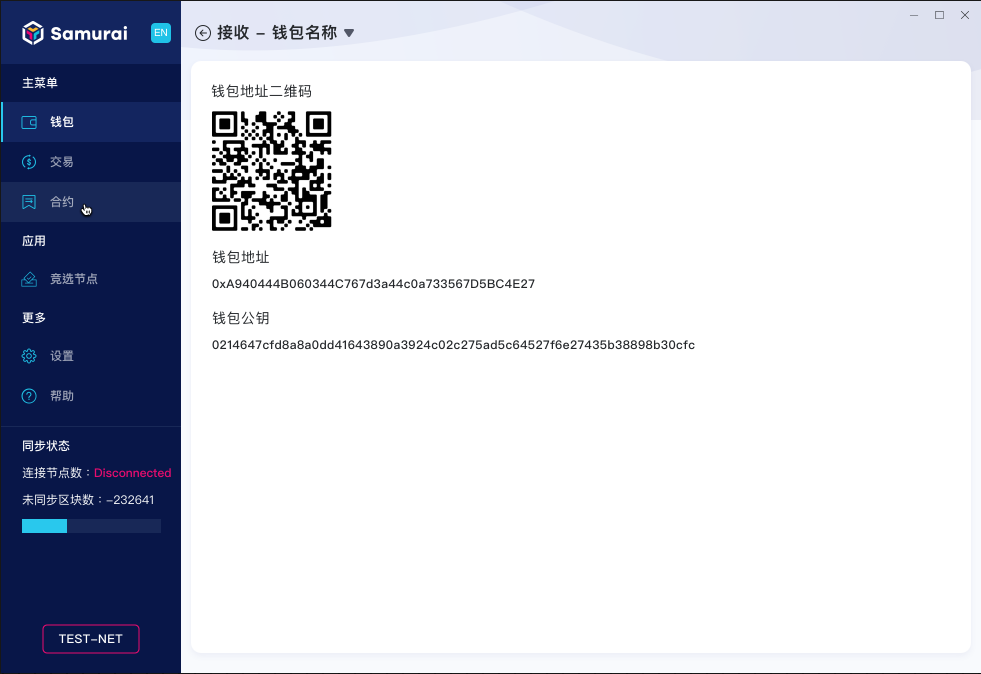 Samurai
EN
主菜单
钱包
交易
合约
应用
竟选节点
更多
设置
帮助
同步状态
连接节点数：Disconnected
未同步区块数：-232641
TEST-NET
接收 - 钱包名称
钱包地址二维码
钱包地址
0xA940444B060344C767d3a44c0a733567D5BC4E27
钱包公钥
0214647cfd8a8a0dd41643890a3924c02c275ad5c64527f6e27435b38898b30cfc